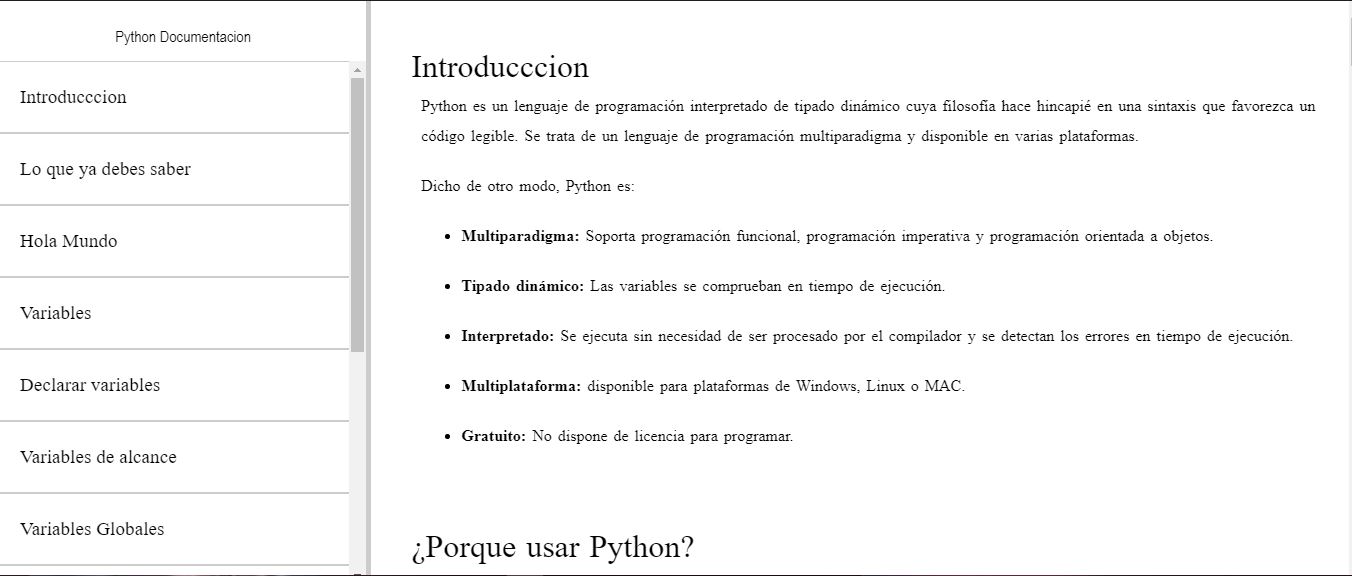 Python Documentacion
Introducccion
Lo que ya debes saber
Hola Mundo
Variables
Declarar variables
Variables de alcance
Variables Globales
Introducccion
Python es un lenguaje de programación interpretado de tipado dinámico cuya filosofía hace hincapié en una sintaxis que favorezca un
código legible. Se trata de un lenguaje de programación multiparadigma y disponible en varias plataformas.
Dicho de otro modo, Python es:
• Multiparadigma: Soporta programación funcional, programación imperativa y programación orientada a objetos.
• Tipado dinámico: Las variables se comprueban en tiempo de ejecución.
• Interpretado: Se ejecuta sin necesidad de ser procesado por el compilador y se detectan los errores en tiempo de ejecución.
• Multiplataforma: disponible para plataformas de Windows, Linux o MAC.
• Gratuito: No dispone de licencia para programar.
¿Porque usar Python?